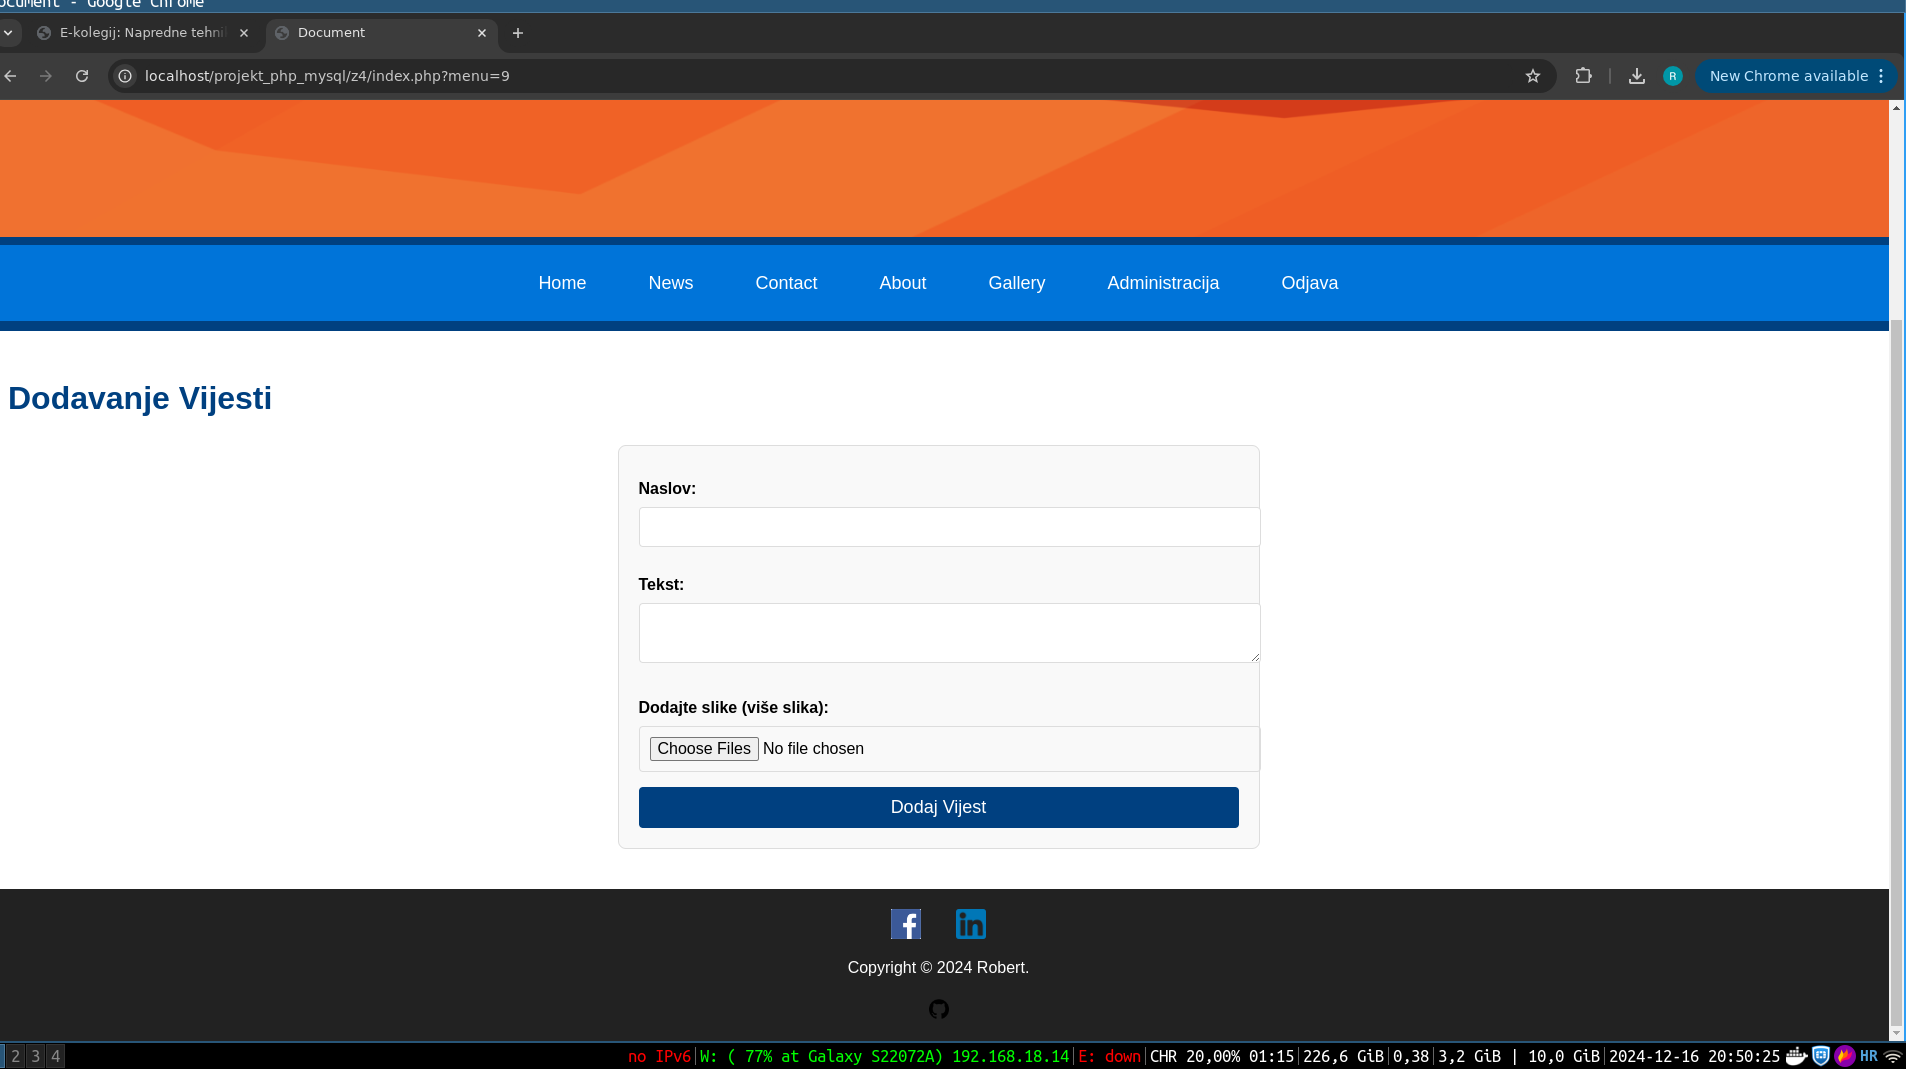 ocument - Google Chrome
E-kolegij: Napredne tehni
Document
localhost/projekt_php_mysql/z4/index.php?menu=9
R
New Chrome available
Home News Contact About Gallery Administracija Odjava
Dodavanje Vijesti
Naslov:
Tekst:
Dodajte slike (više slika):
Choose Files No file chosen
Dodaj Vijest
f in
Copyright © 2024 Robert.
2 3 4 no IPv6|W: ( 77% at Galaxy S22072A) 192.168.18.14|E: down|CHR 20,00% 01:15|226,6 GiB|0,38|3,2 GiB | 10,0 GiB|2024-12-16 20:50:25 HR